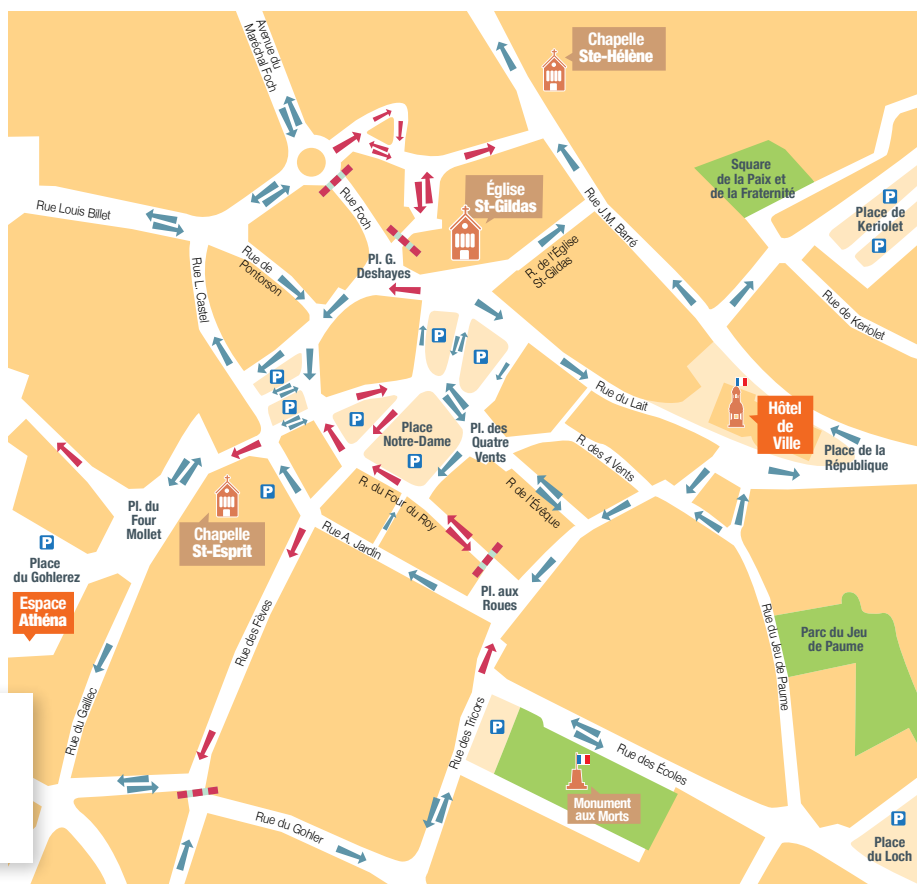 Avenue du
Maréchal Foch
Chapelle
Ste-Hélène
Square
de la Paix et
de la Fraternité
P
Place de
Keriolet
P
Rue Louis Billet
Rue Foch
Église
St-Gildas
Rue J.M. Barré
Rue de
Pontorson
Pl. G.
Deshayes
R. de l'Église
St-Gildas
Rue L. Castel
Rue de Keriolet
P
P
P
P
P
Rue du Lait
Hôtel
de
Ville
Place
Notre-Dame
P
Pl. des
Quatre
Vents
R. des 4 Vents
Place de la
République
R. du Four du Roy
R de l'Évêque
P
Pl. du
Four
Mollet
Chapelle
St-Esprit
Rue A. Jardin
P
Place
du Gohlerez
Espace
Athéna
Pl. aux
Roues
Rue des Fèves
Rue du Jeu de Paume
Parc du Jeu
de Paume
Rue du Gaillec
Rue des Tricors
P
Rue des Écoles
Monument
aux Morts
Rue du Gohler
P
Place
du Loch